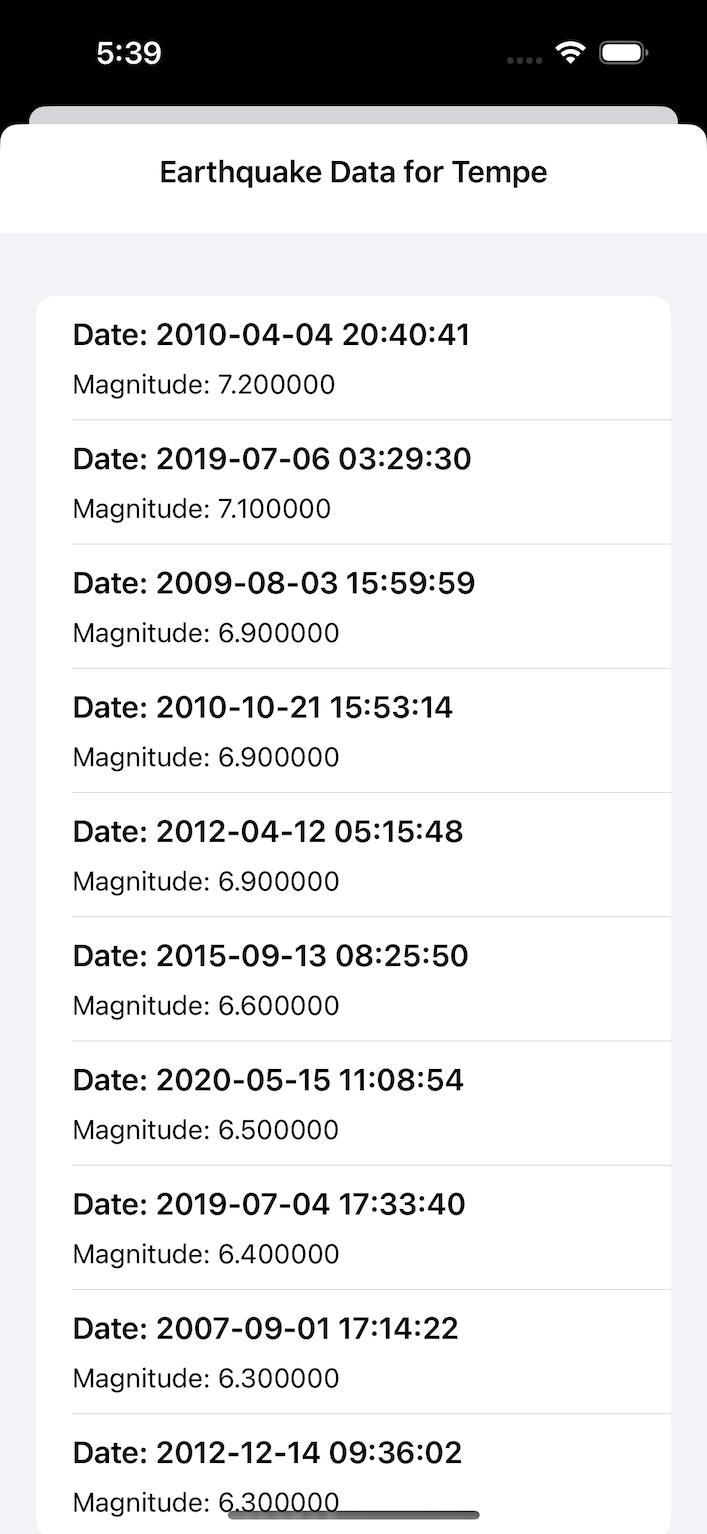 5:39
Earthquake Data for Tempe
Date: 2010-04-04 20:40:41
Magnitude: 7.200000
Date: 2019-07-06 03:29:30
Magnitude: 7.100000
Date: 2009-08-03 15:59:59
Magnitude: 6.900000
Date: 2010-10-21 15:53:14
Magnitude: 6.900000
Date: 2012-04-12 05:15:48
Magnitude: 6.900000
Date: 2015-09-13 08:25:50
Magnitude: 6.600000
Date: 2020-05-15 11:08:54
Magnitude: 6.500000
Date: 2019-07-04 17:33:40
Magnitude: 6.400000
Date: 2007-09-01 17:14:22
Magnitude: 6.300000
Date: 2012-12-14 09:36:02
Magnitude: 6.300000